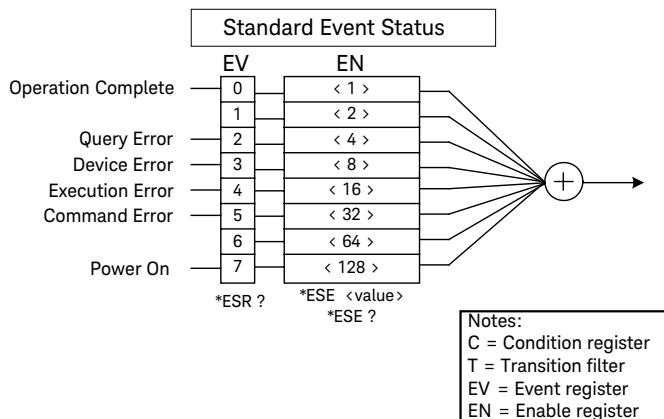 Standard Event Status
EV EN
Operation Complete 0 < 1 >
1 < 2 >
Query Error 2 < 4 >
Device Error 3 < 8 >
Execution Error 4 < 16 >
Command Error 5 < 32 >
6 < 64 >
Power On 7 < 128 >
+
*ESR ? *ESE <value>
*ESE ?
Notes:
C = Condition register
T = Transition filter
EV = Event register
EN = Enable register